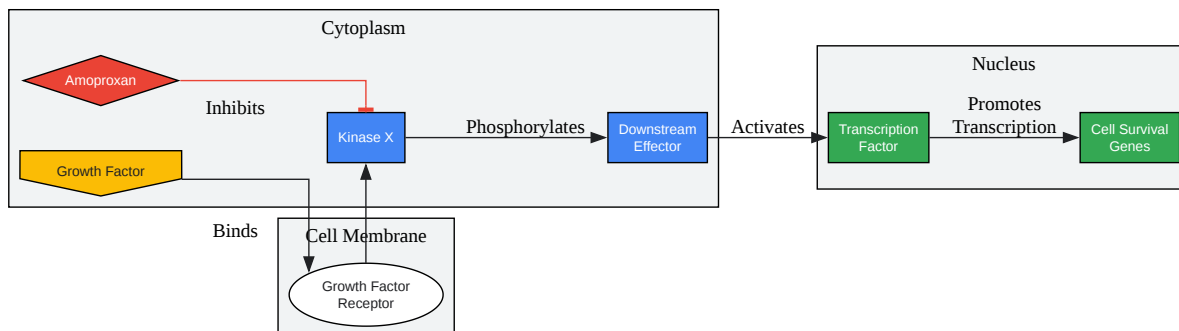 Cytoplasm
Nucleus
Amoproxan
Inhibits
Kinase X
Phosphorylates
Downstream
Effector
Activates
Transcription
Factor
Promotes
Transcription
Cell Survival
Genes
Growth Factor
Binds
Cell Membrane
Growth Factor
Receptor